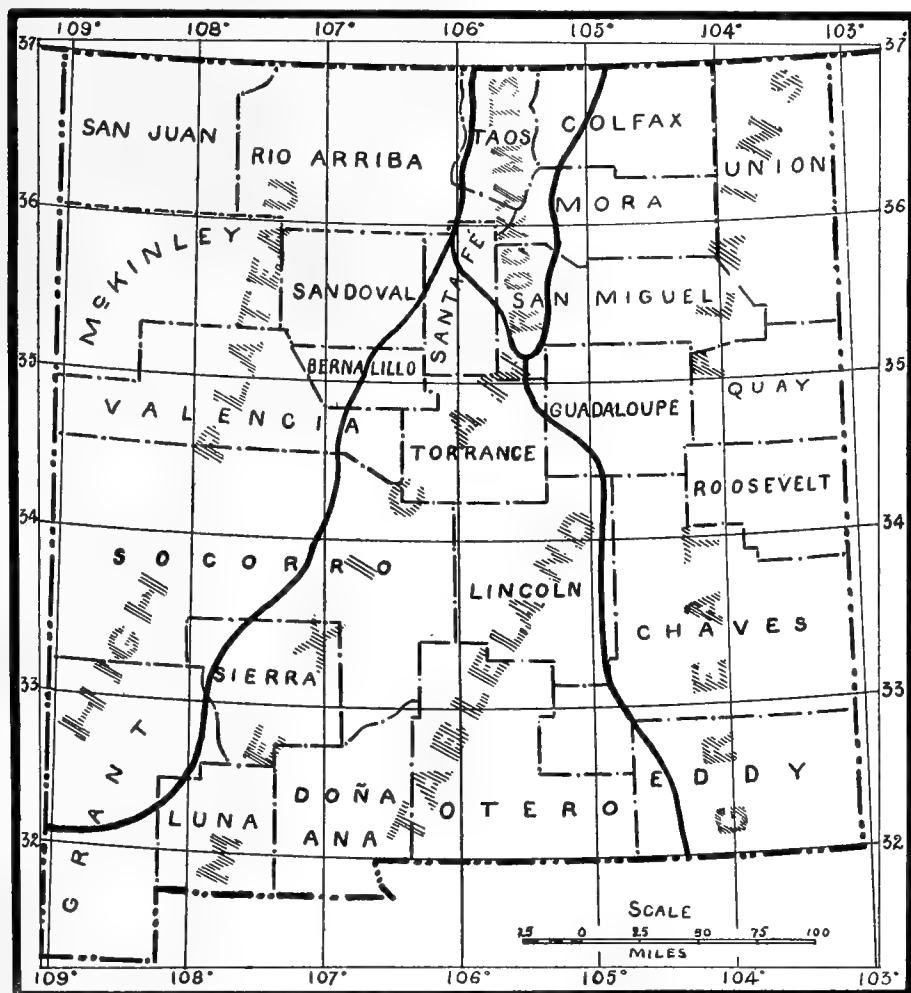 109° 108° 107° 106° 105° 104° 103°
37 37
SAN JUAN
RIO ARRIBA
TAOS
COLFAX
UNION
36 36
MORA
McKINLEY
SANDOVAL
SANTA FÉ
SAN MIGUEL
BERNALILLO
35 35
VALENCIA
TORRANCE
GUADALOUPE
QUAY
ROOSEVELT
34 34
SOCORRO
LINCOLN
CHAVES
SIERRA
33 33
GRANT
LUNA
DOÑA
ANA
OTERO
EDDY
32 32
HIGH PLATEAU
ROCKY MTS
GREAT PLAINS
MEXICAN
TABLELAND
SCALE
25 0 25 50 75 100
MILES
109° 108° 107° 106° 105° 104° 103°